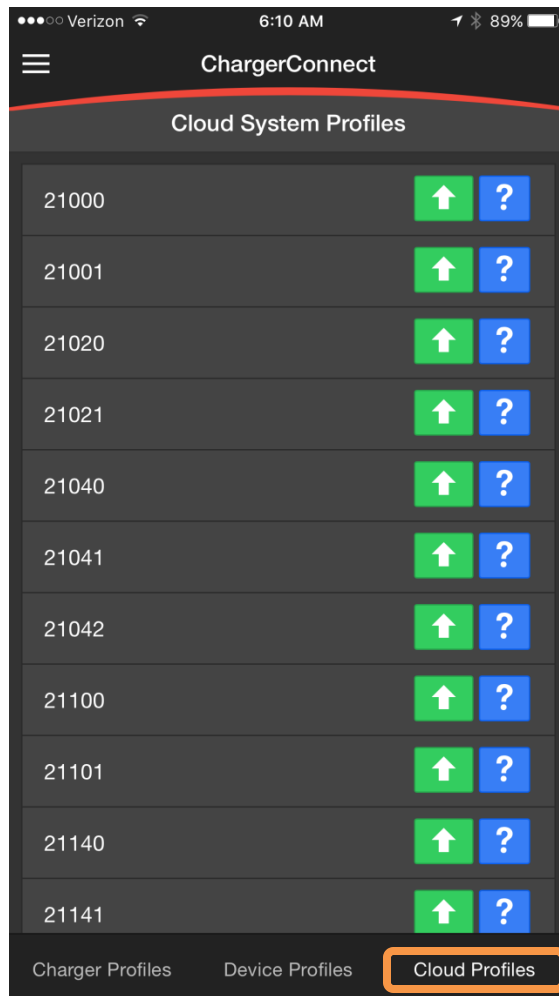 Verizon 6:10 AM 89%
ChargerConnect
Cloud System Profiles
21000 ?
21001 ?
21020 ?
21021 ?
21040 ?
21041 ?
21042 ?
21100 ?
21101 ?
21140 ?
21141 ?
Charger Profiles Device Profiles Cloud Profiles